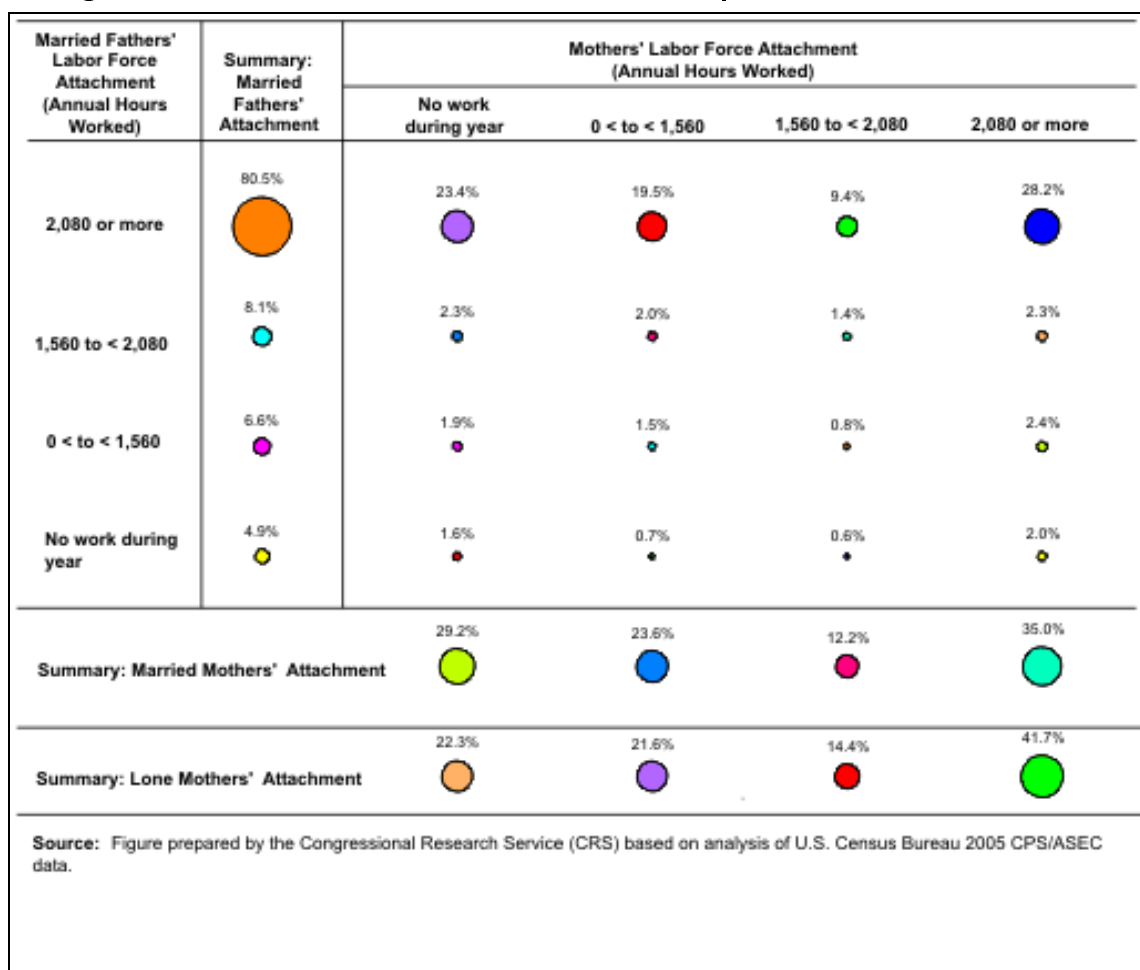 Married Fathers'
Labor Force
Attachment
(Annual Hours
Worked)
Summary:
Married
Fathers'
Attachment
Mothers' Labor Force Attachment
(Annual Hours Worked)
No work
during year
0 < to < 1,560
1,560 to < 2,080
2,080 or more
2,080 or more
80.5%
23.4%
19.5%
9.4%
28.2%
1,560 to < 2,080
8.1%
2.3%
2.0%
1.4%
2.3%
0 < to < 1,560
6.6%
1.9%
1.5%
0.8%
2.4%
No work during
year
4.9%
1.6%
0.7%
0.6%
2.0%
Summary: Married Mothers' Attachment
29.2%
23.6%
12.2%
35.0%
Summary: Lone Mothers' Attachment
22.3%
21.6%
14.4%
41.7%
Source: Figure prepared by the Congressional Research Service (CRS) based on analysis of U.S. Census Bureau 2005 CPS/ASEC
data.